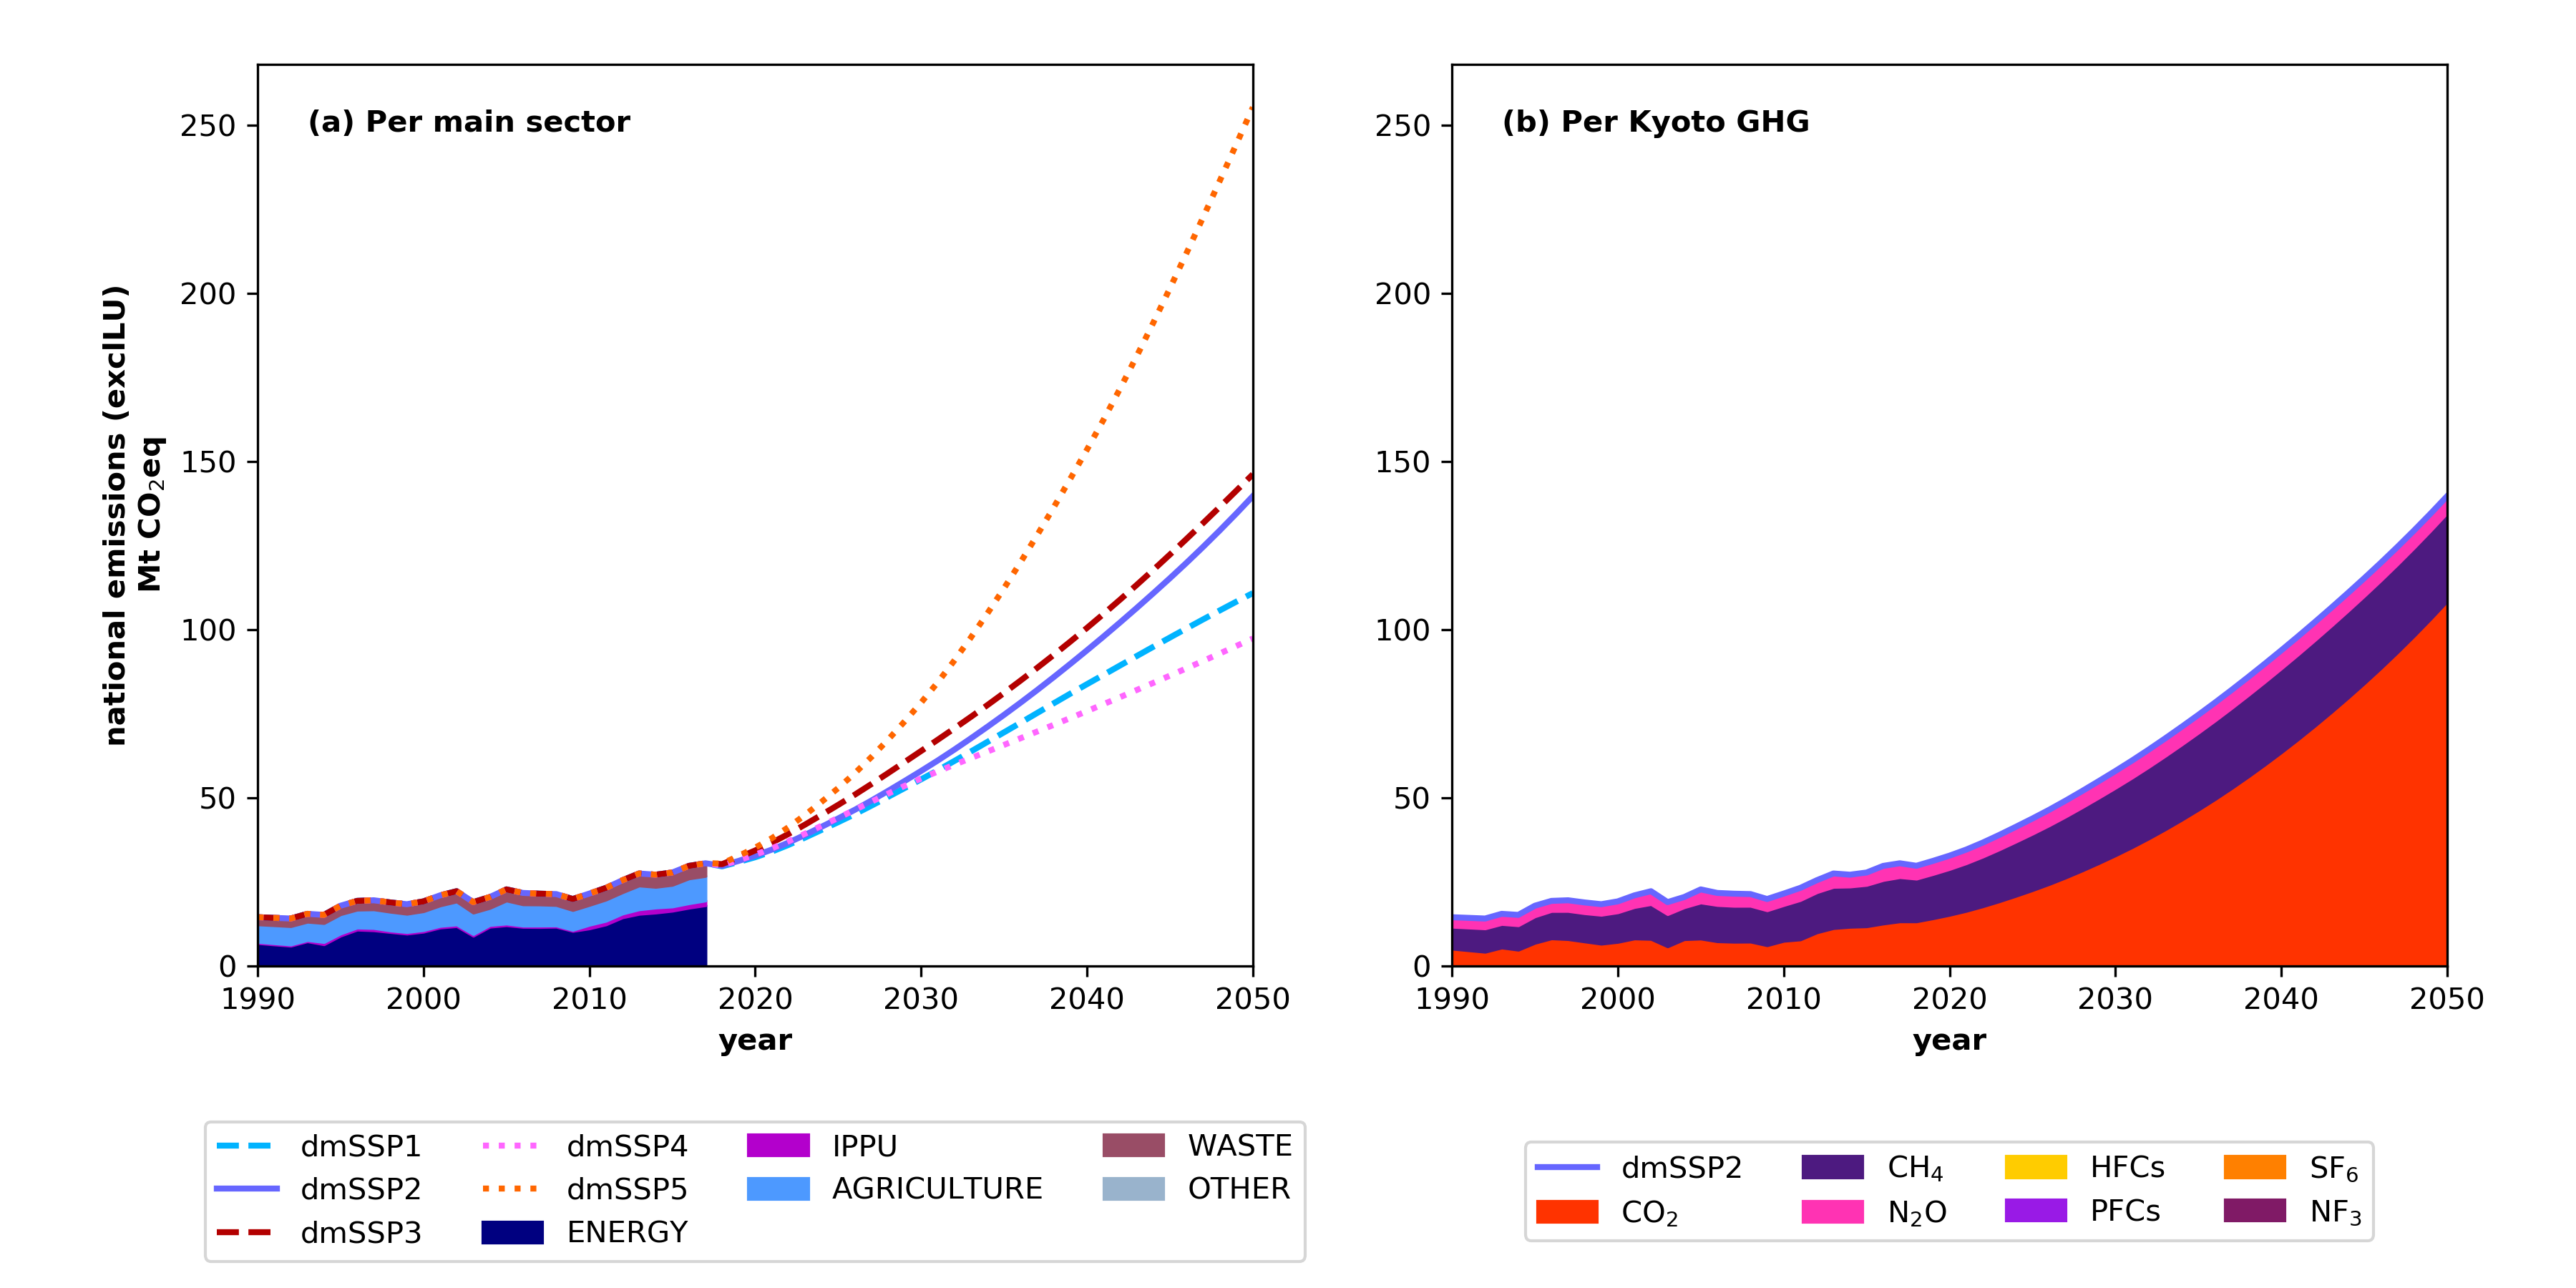 (a) Per main sector
national emissions (exclLU)
Mt CO₂eq
250
200
150
100
50
0
1990 2000 2010 2020 2030 2040 2050
year
dmSSP1 dmSSP4 IPPU WASTE
dmSSP2 dmSSP5 AGRICULTURE OTHER
dmSSP3 ENERGY
(b) Per Kyoto GHG
250
200
150
100
50
0
1990 2000 2010 2020 2030 2040 2050
year
dmSSP2 CH₄ HFCs SF₆
CO₂ N₂O PFCs NF₃